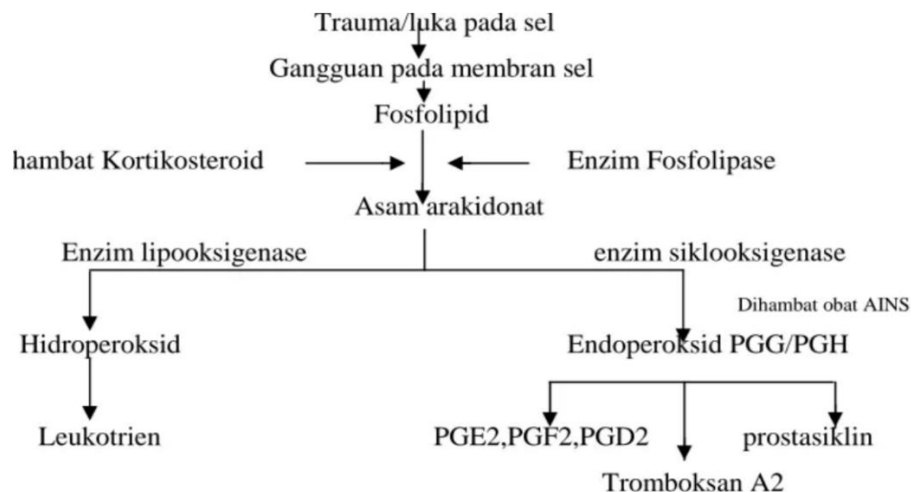 Trauma/luka pada sel
Gangguan pada membran sel
Fosfolipid
hambat Kortikosteroid
Enzim Fosfolipase
Asam arakidonat
Enzim lipooksigenase
enzim siklooksigenase
Dihambat obat AINS
Hidroperoksid
Endoperoksid PGG/PGH
Leukotrien
PGE2,PGF2,PGD2
prostasiklin
Tromboksan A2